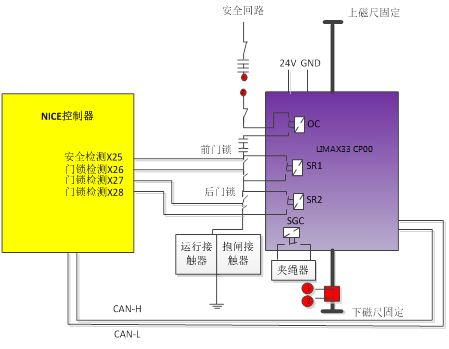 安全回路
上磁尺固定
24V GND
NICE控制器
OC
LIMAX33 CP00
前门锁
安全检测X25
门锁检测X26
门锁检测X27
门锁检测X28
SR1
后门锁
SR2
SGC
运行接触器
抱闸接触器
夹绳器
下磁尺固定
CAN-H
CAN-L